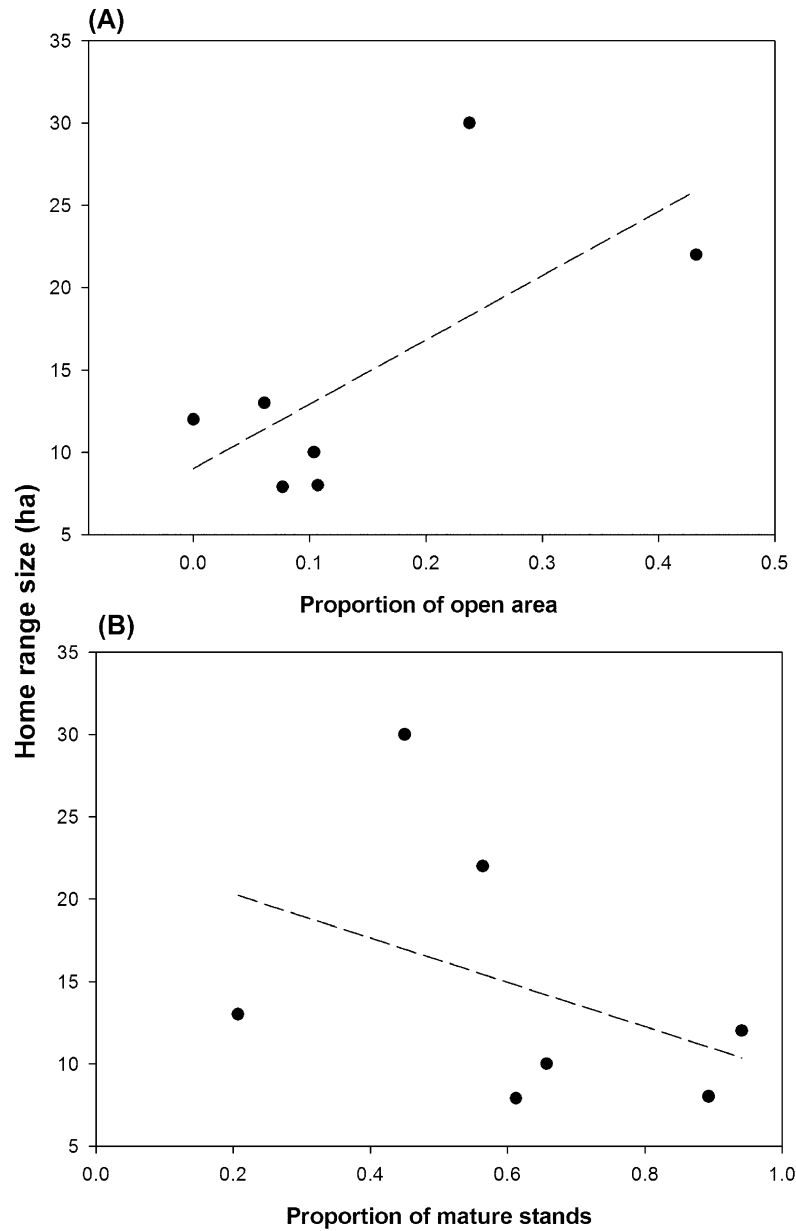 (A)
35
30
25
20
15
10
5
0.0 0.1 0.2 0.3 0.4 0.5
Proportion of open area
Home range size (ha)
(B)
35
30
25
20
15
10
5
0.0 0.2 0.4 0.6 0.8 1.0
Proportion of mature stands